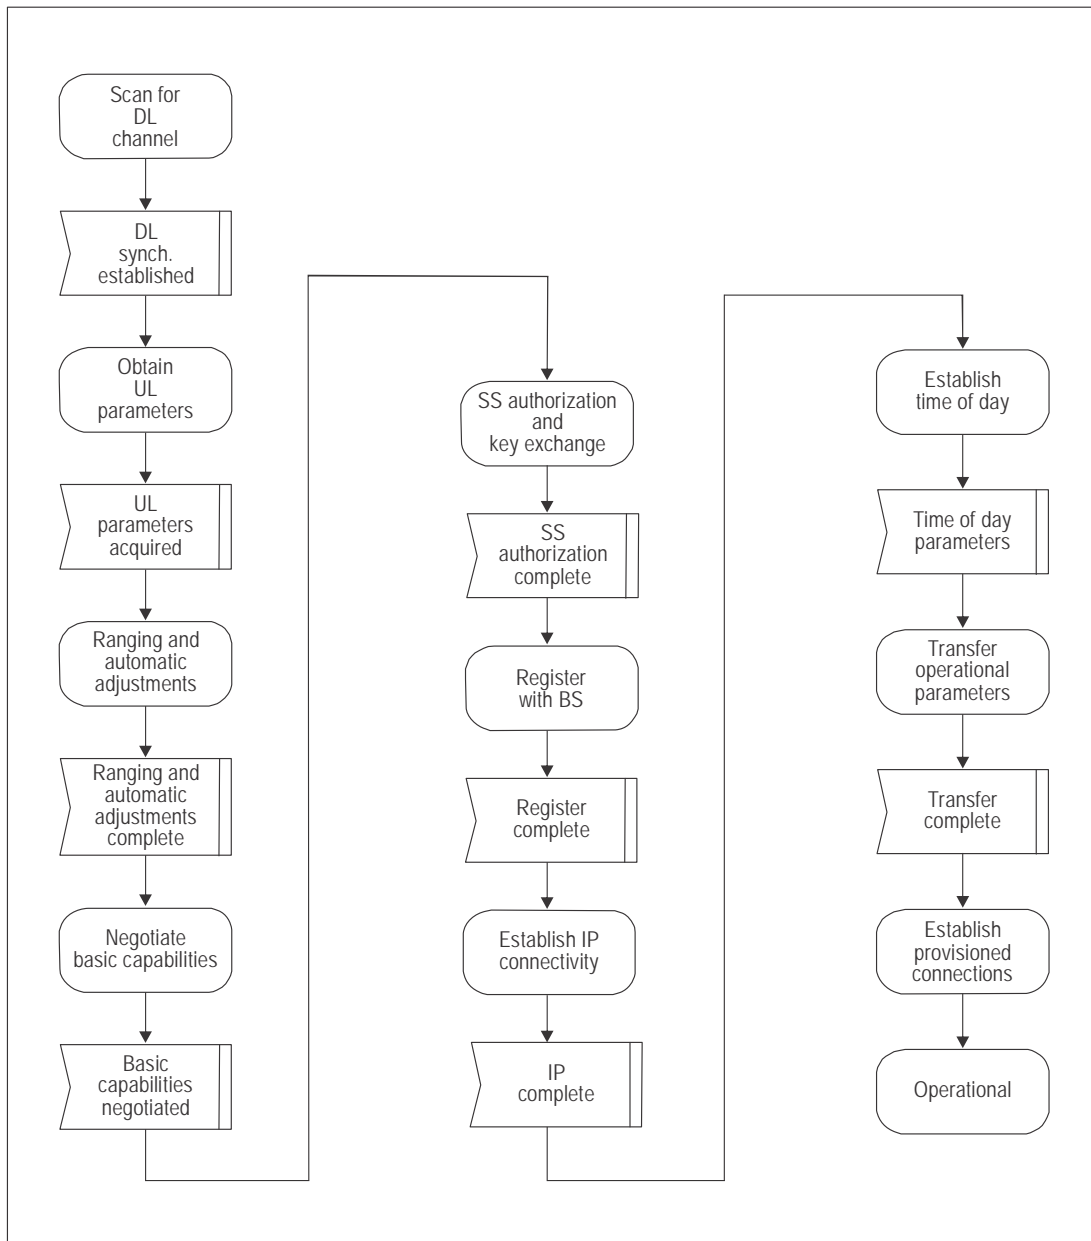 Scan for
DL
channel
DL
synch.
established
Obtain
UL
parameters
UL
parameters
acquired
Ranging and
automatic
adjustments
Ranging and
automatic
adjustments
complete
Negotiate
basic capabilities
Basic
capabilities
negotiated
SS authorization
and
key exchange
SS
authorization
complete
Register
with BS
Register
complete
Establish IP
connectivity
IP
complete
Establish
time of day
Time of day
parameters
Transfer
operational
parameters
Transfer
complete
Establish
provisioned
connections
Operational